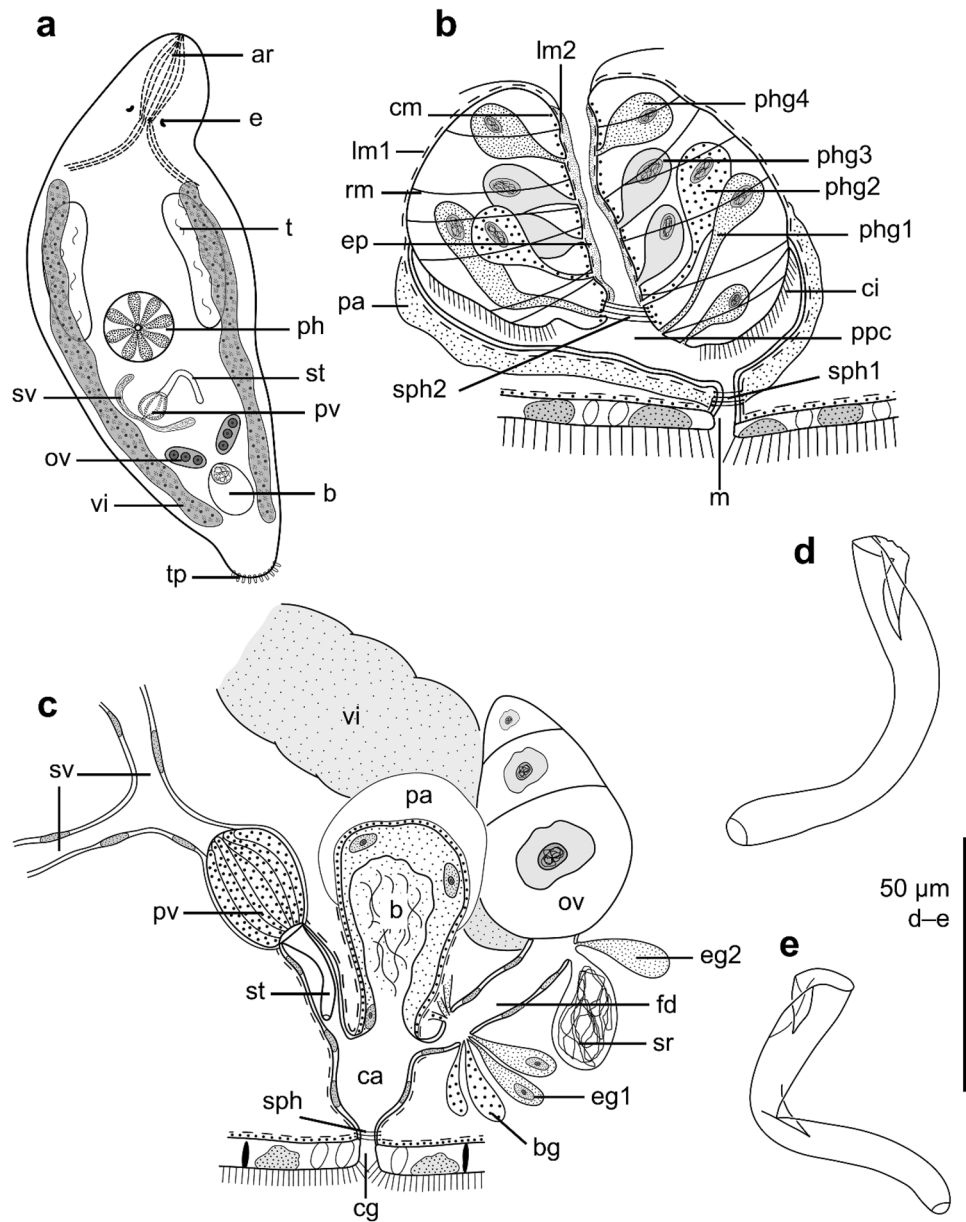 a
ar
e
t
ph
st
sv
pv
ov
b
vi
tp
b
lm2
cm
phg4
lm1
phg3
rm
phg2
ep
phg1
pa
ci
ppc
sph2
sph1
m
c
vi
sv
pa
b
pv
ov
eg2
st
fd
sr
ca
eg1
sph
bg
cg
d
50 µm
d–e
e